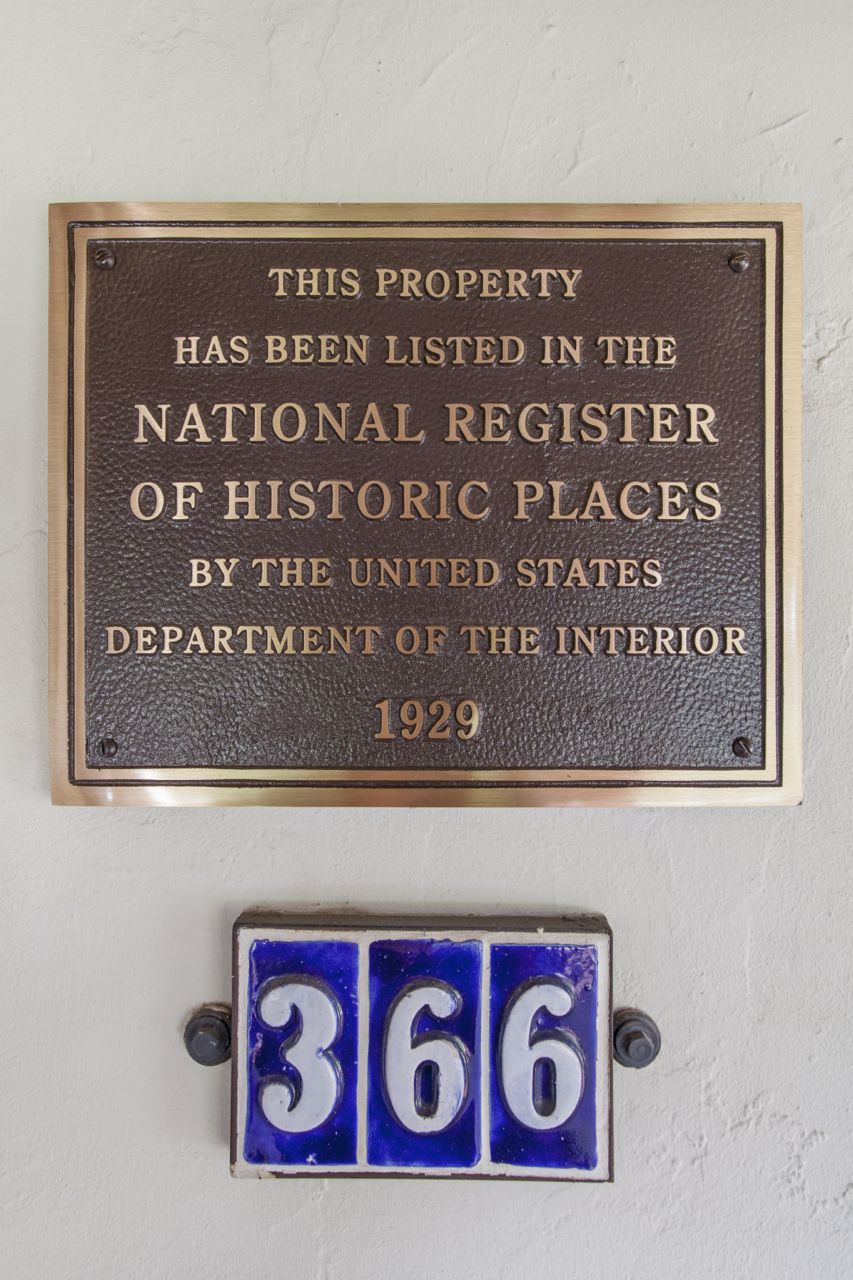 THIS PROPERTY
HAS BEEN LISTED IN THE
NATIONAL REGISTER
OF HISTORIC PLACES
BY THE UNITED STATES
DEPARTMENT OF THE INTERIOR
1929
366